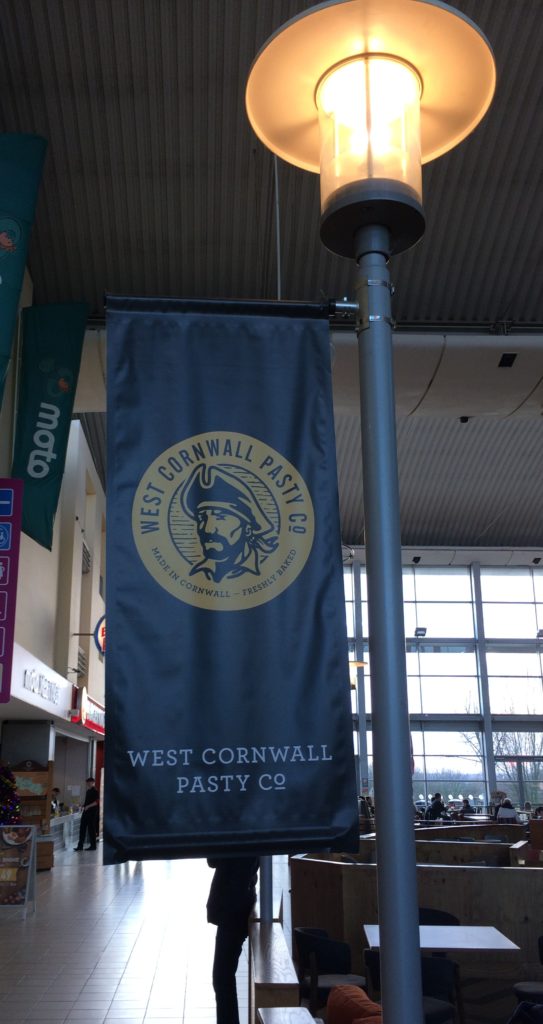 moto
WEST CORNWALL PASTY Cº
MADE IN CORNWALL – FRESHLY BAKED
WEST CORNWALL
PASTY Cº